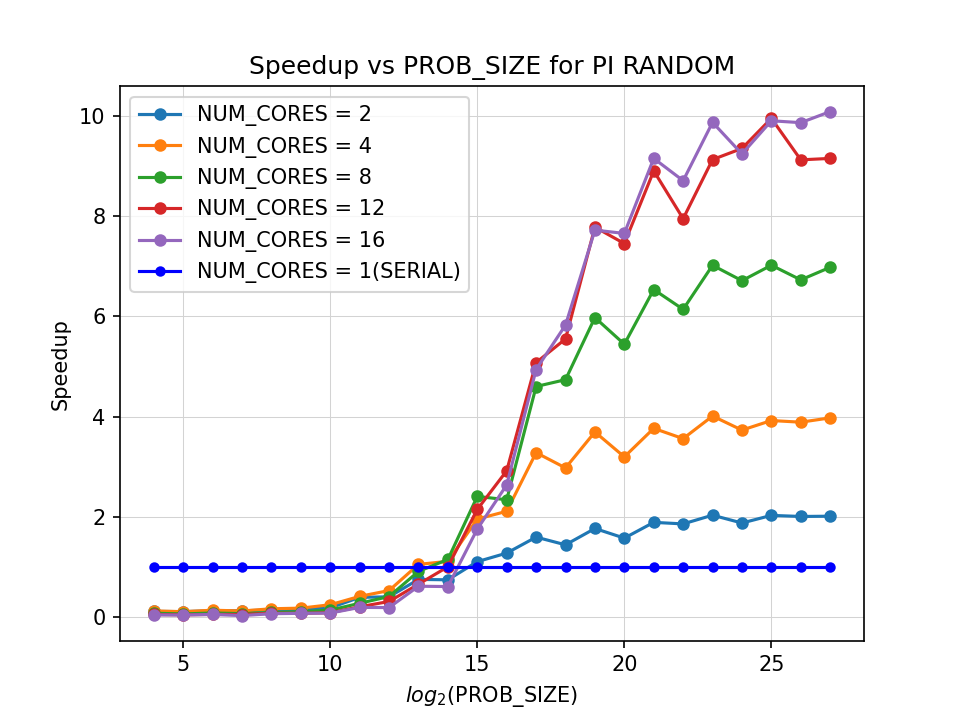 Speedup vs PROB_SIZE for PI RANDOM
NUM_CORES = 2
NUM_CORES = 4
NUM_CORES = 8
NUM_CORES = 12
NUM_CORES = 16
NUM_CORES = 1(SERIAL)
10
8
6
4
2
0
Speedup
5 10 15 20 25
log₂(PROB_SIZE)